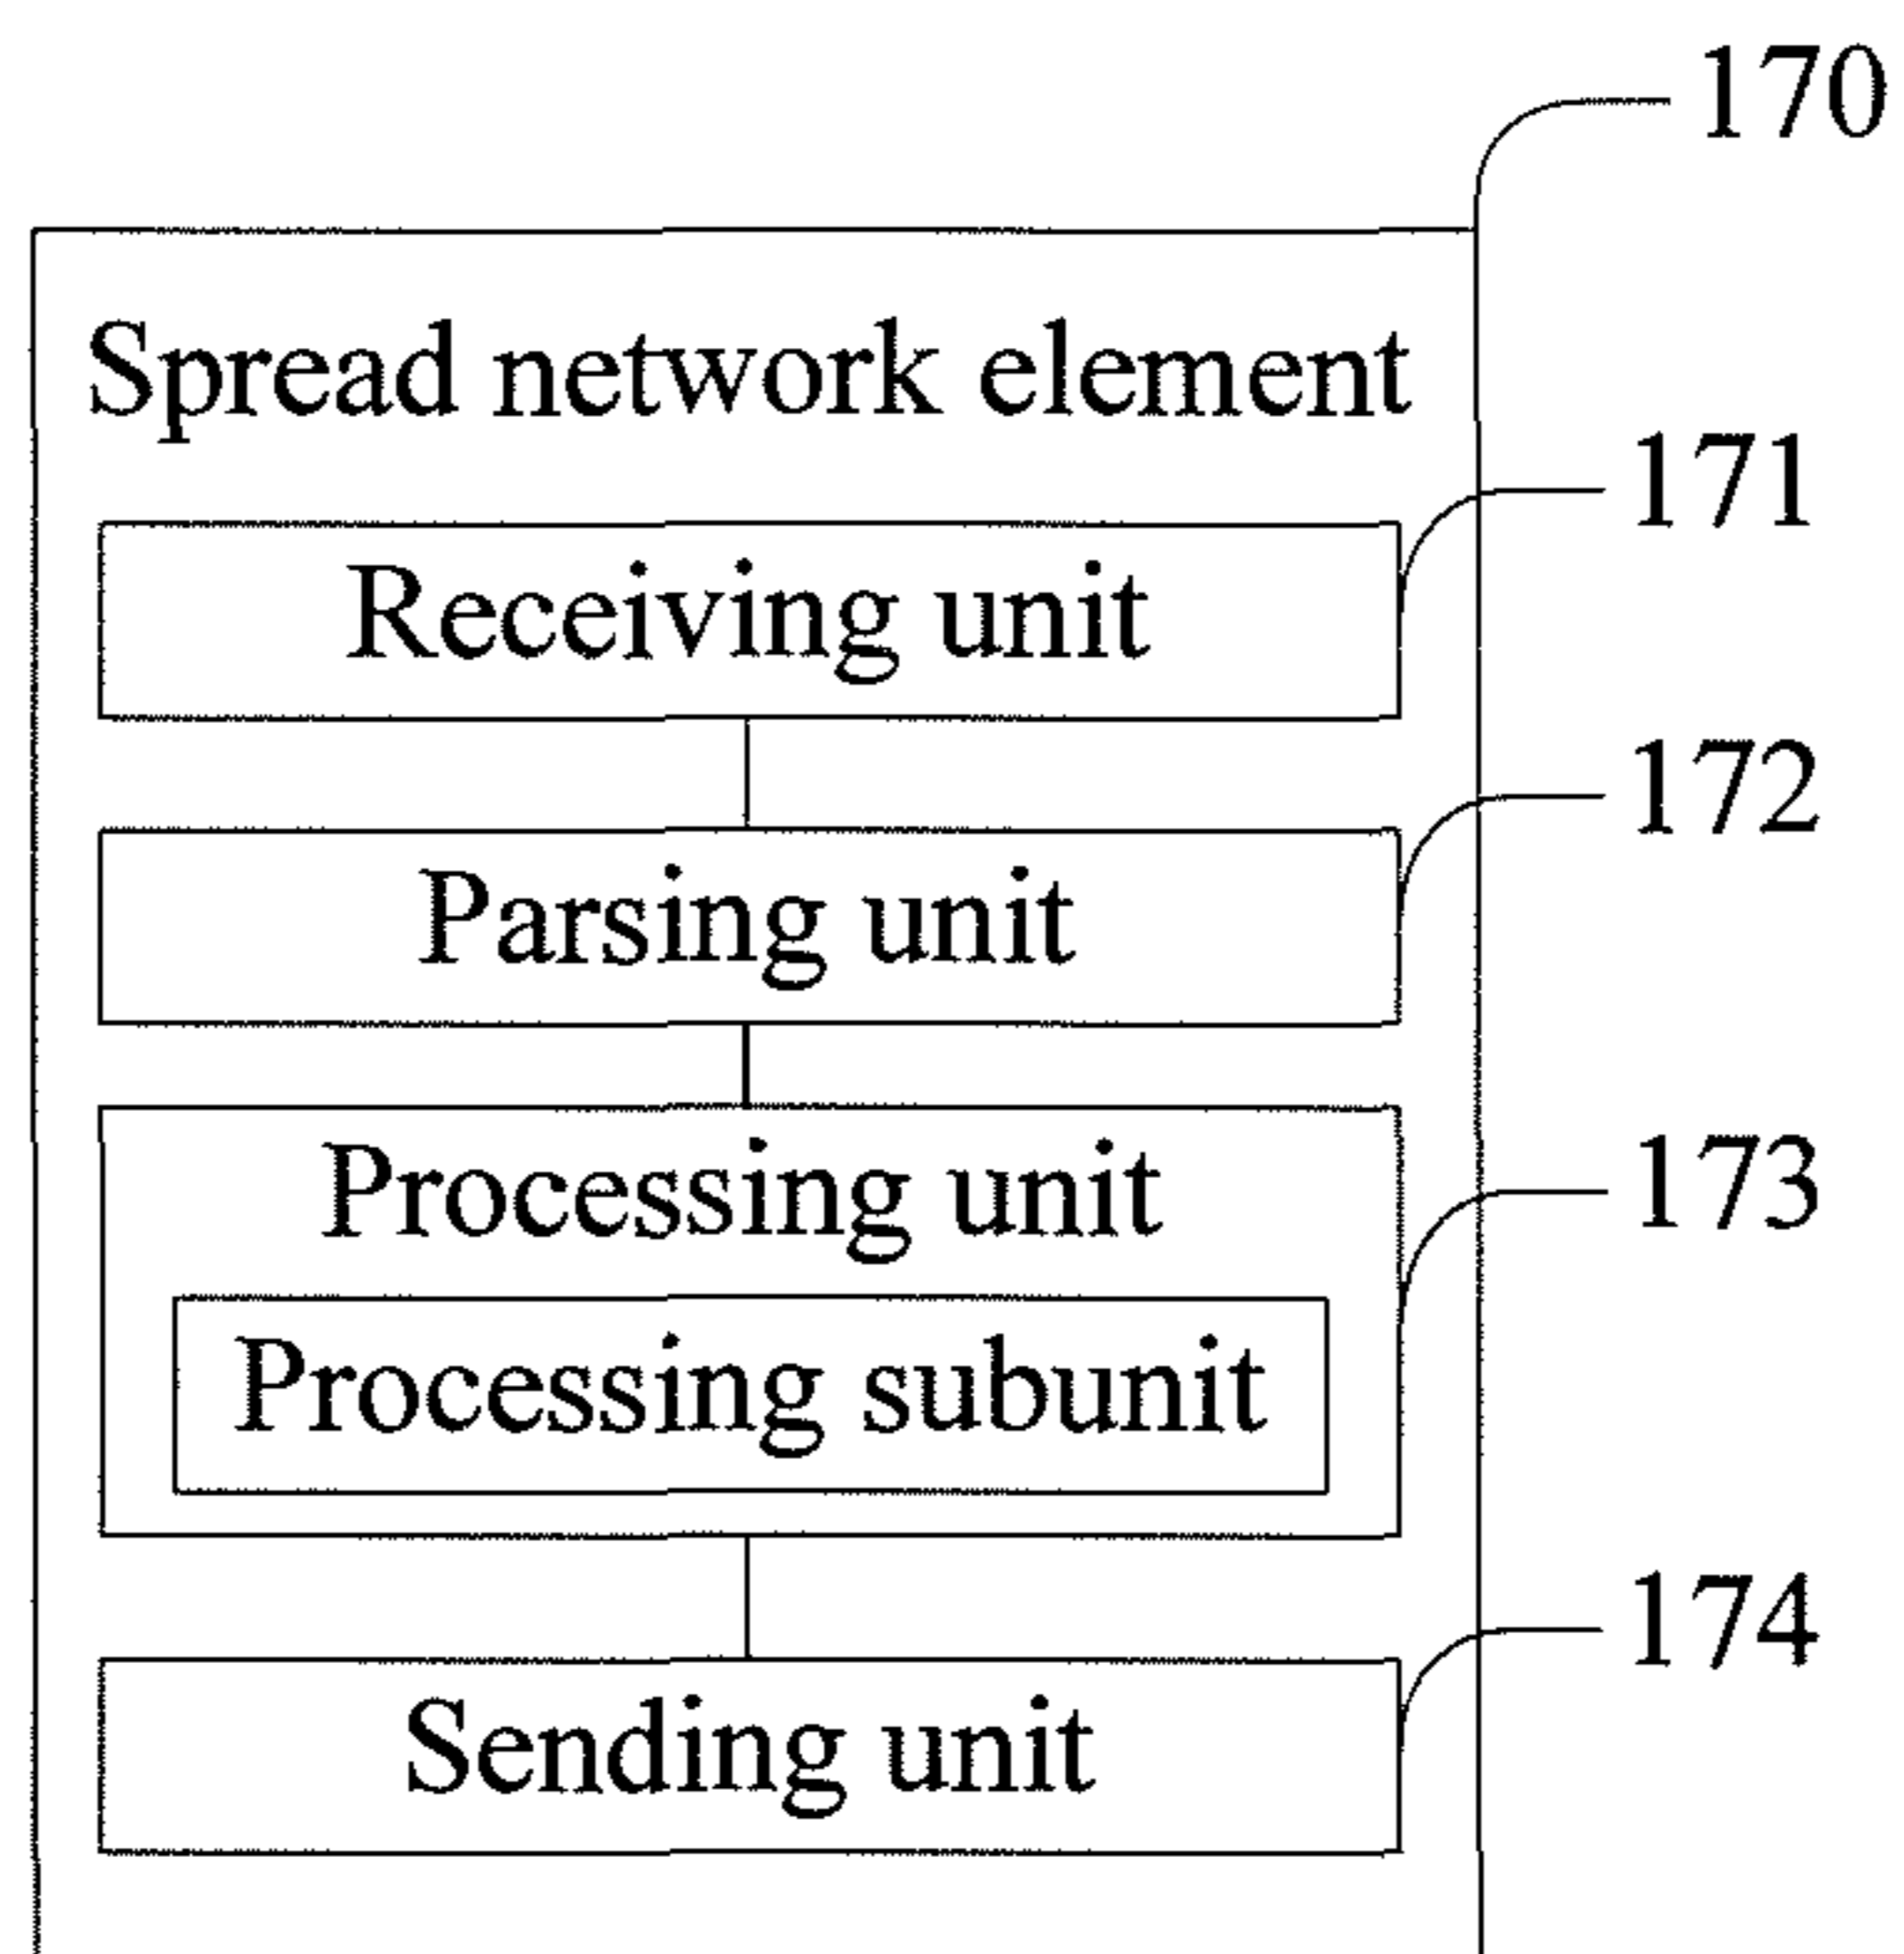 170
Spread network element
171
Receiving unit
172
Parsing unit
173
Processing unit
Processing subunit
174
Sending unit